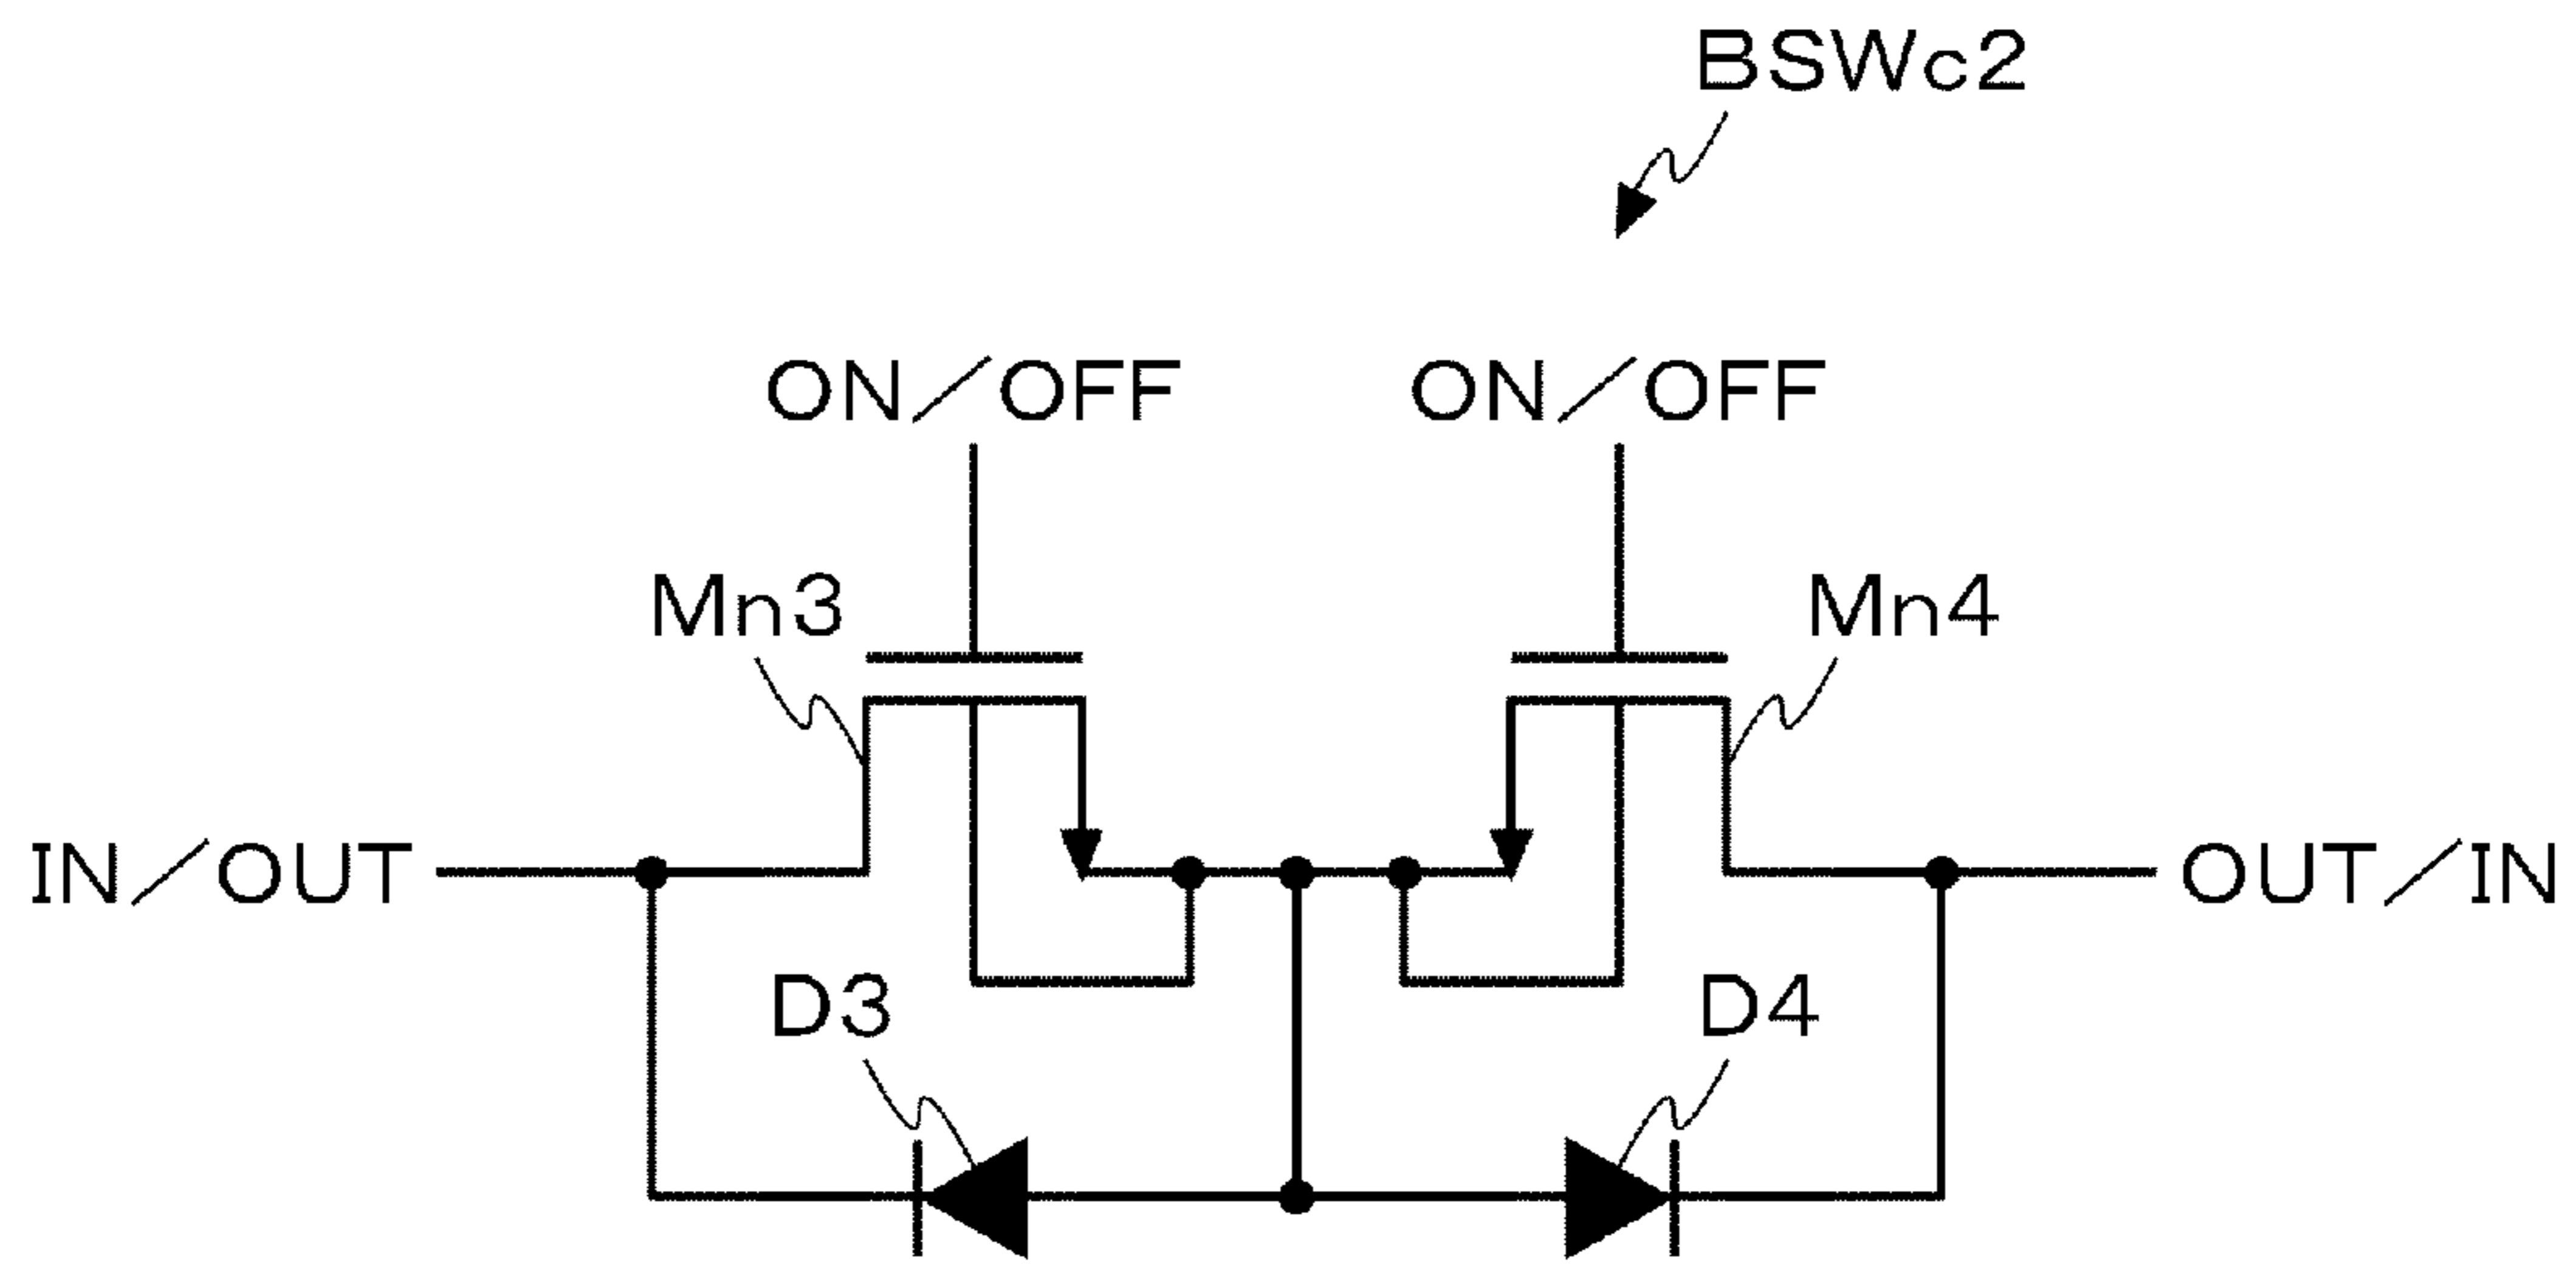 BSWc2
ON/OFF ON/OFF
Mn3 Mn4
IN/OUT OUT/IN
D3 D4